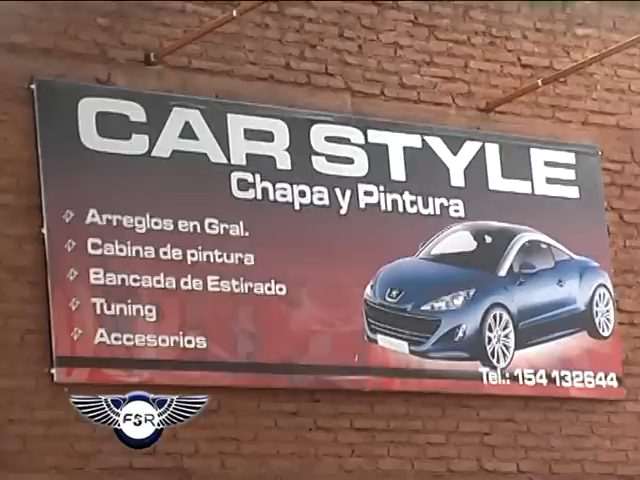 CAR STYLE
Chapa y Pintura
Arreglos en Gral.
Cabina de pintura
Bancada de Estirado
Tuning
Accesorios
Tel.: 154 132644
FSR